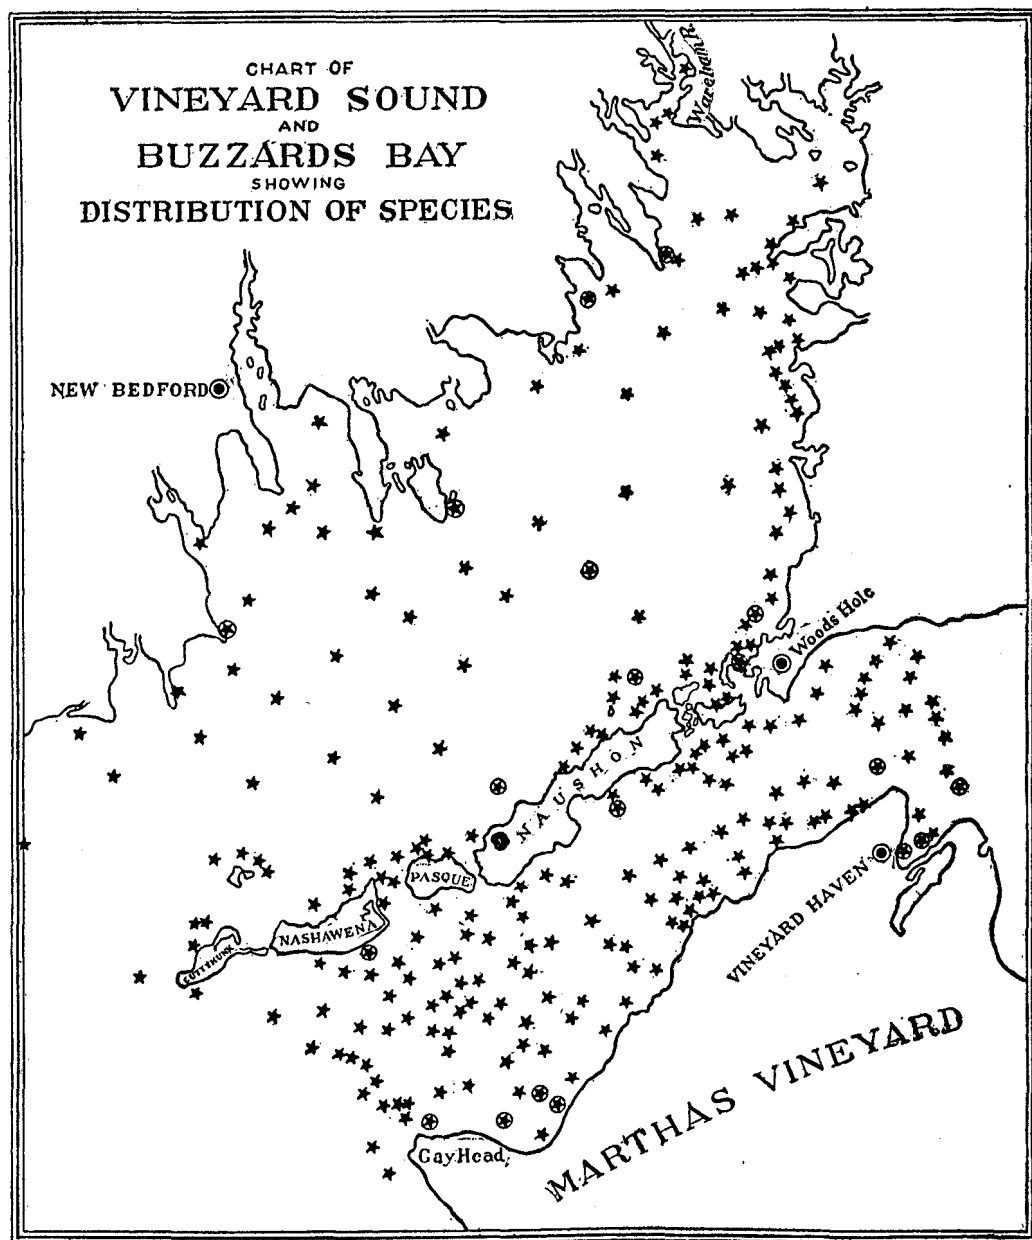 CHART OF
VINEYARD SOUND
AND
BUZZARDS BAY
SHOWING
DISTRIBUTION OF SPECIES
Wareham R.
NEW BEDFORD
Woods Hole
NAUSHON
PASQUE
NASHAWENA
CUTTYHUNK
VINEYARD HAVEN
MARTHAS VINEYARD
Gay Head